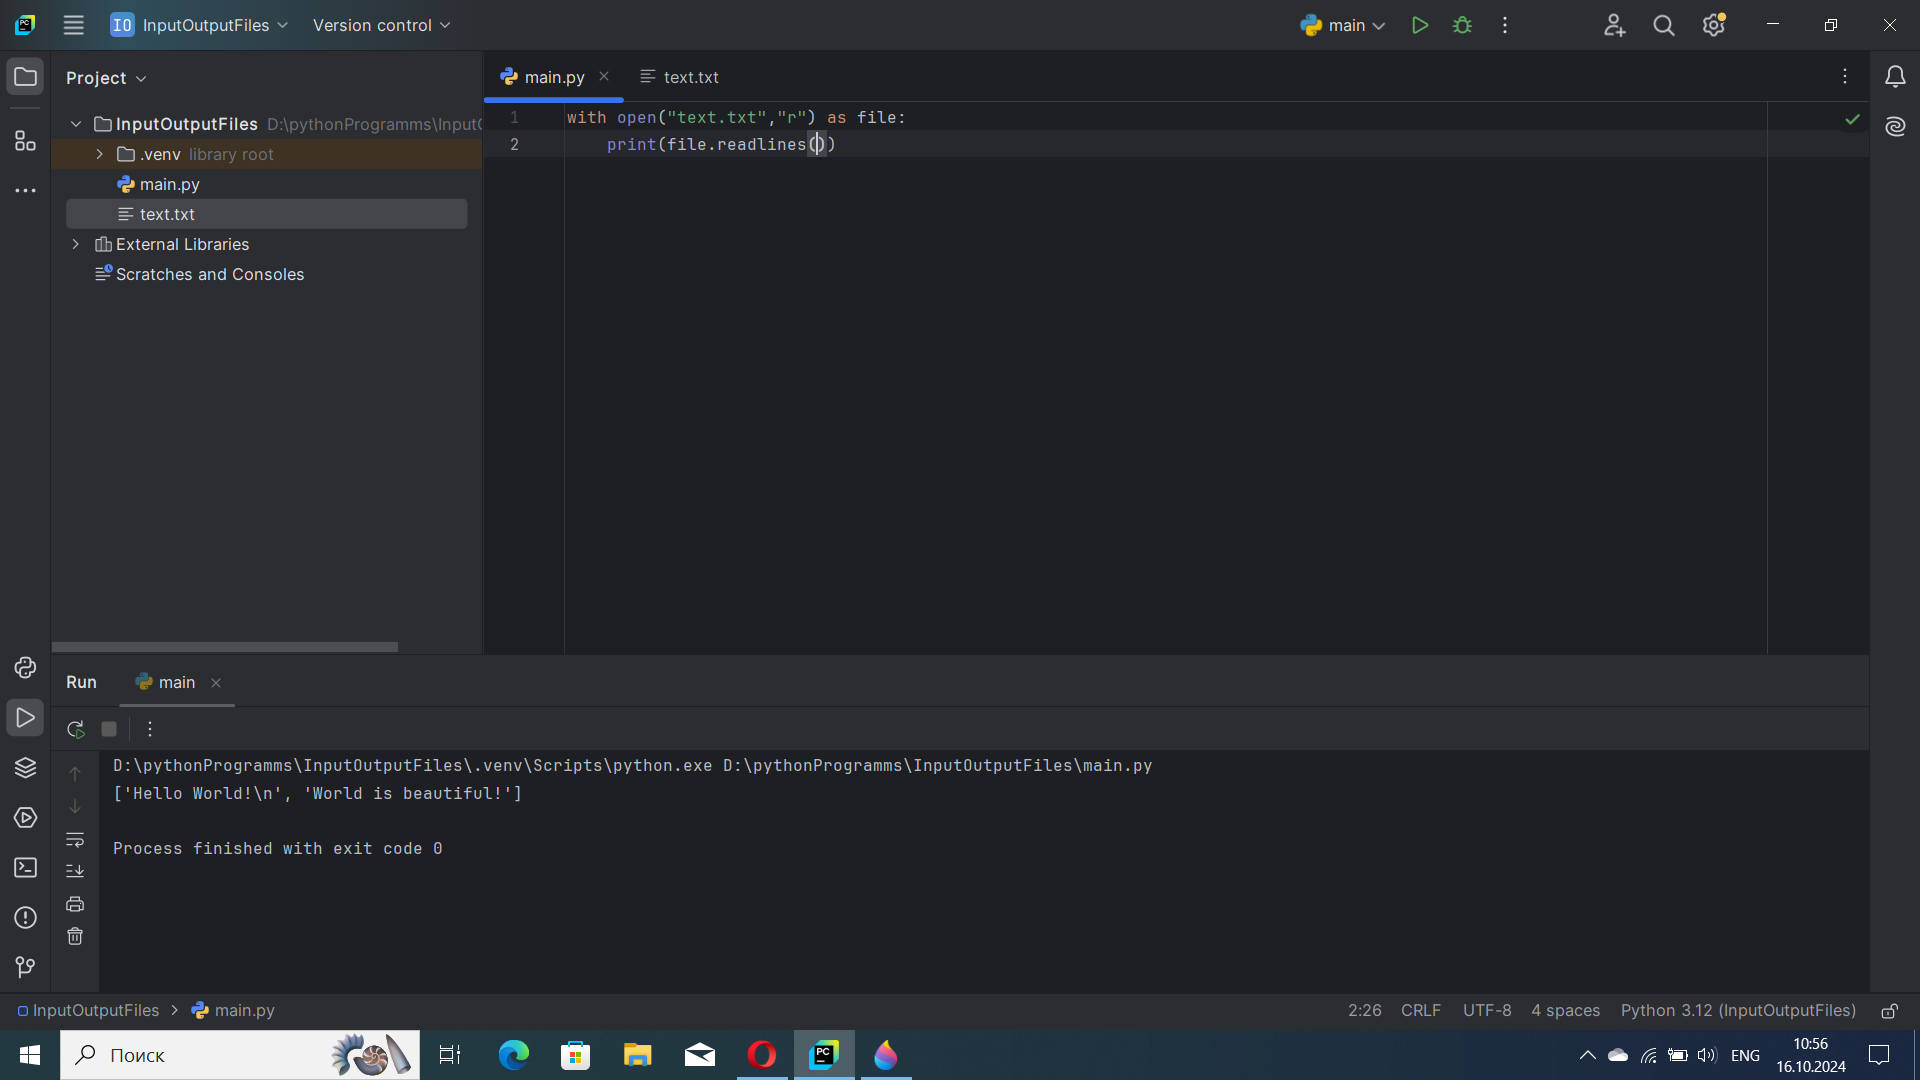 PC IO InputOutputFiles Version control main
Project
main.py text.txt
InputOutputFiles D:\pythonProgramms\InputO
.venv library root
main.py
text.txt
External Libraries
Scratches and Consoles
1 with open("text.txt","r") as file:
2 print(file.readlines())
Run main
D:\pythonProgramms\InputOutputFiles\.venv\Scripts\python.exe D:\pythonProgramms\InputOutputFiles\main.py
['Hello World!\n', 'World is beautiful!']
Process finished with exit code 0
InputOutputFiles > main.py 2:26 CRLF UTF-8 4 spaces Python 3.12 (InputOutputFiles)
Поиск PC ENG 10:56
16.10.2024